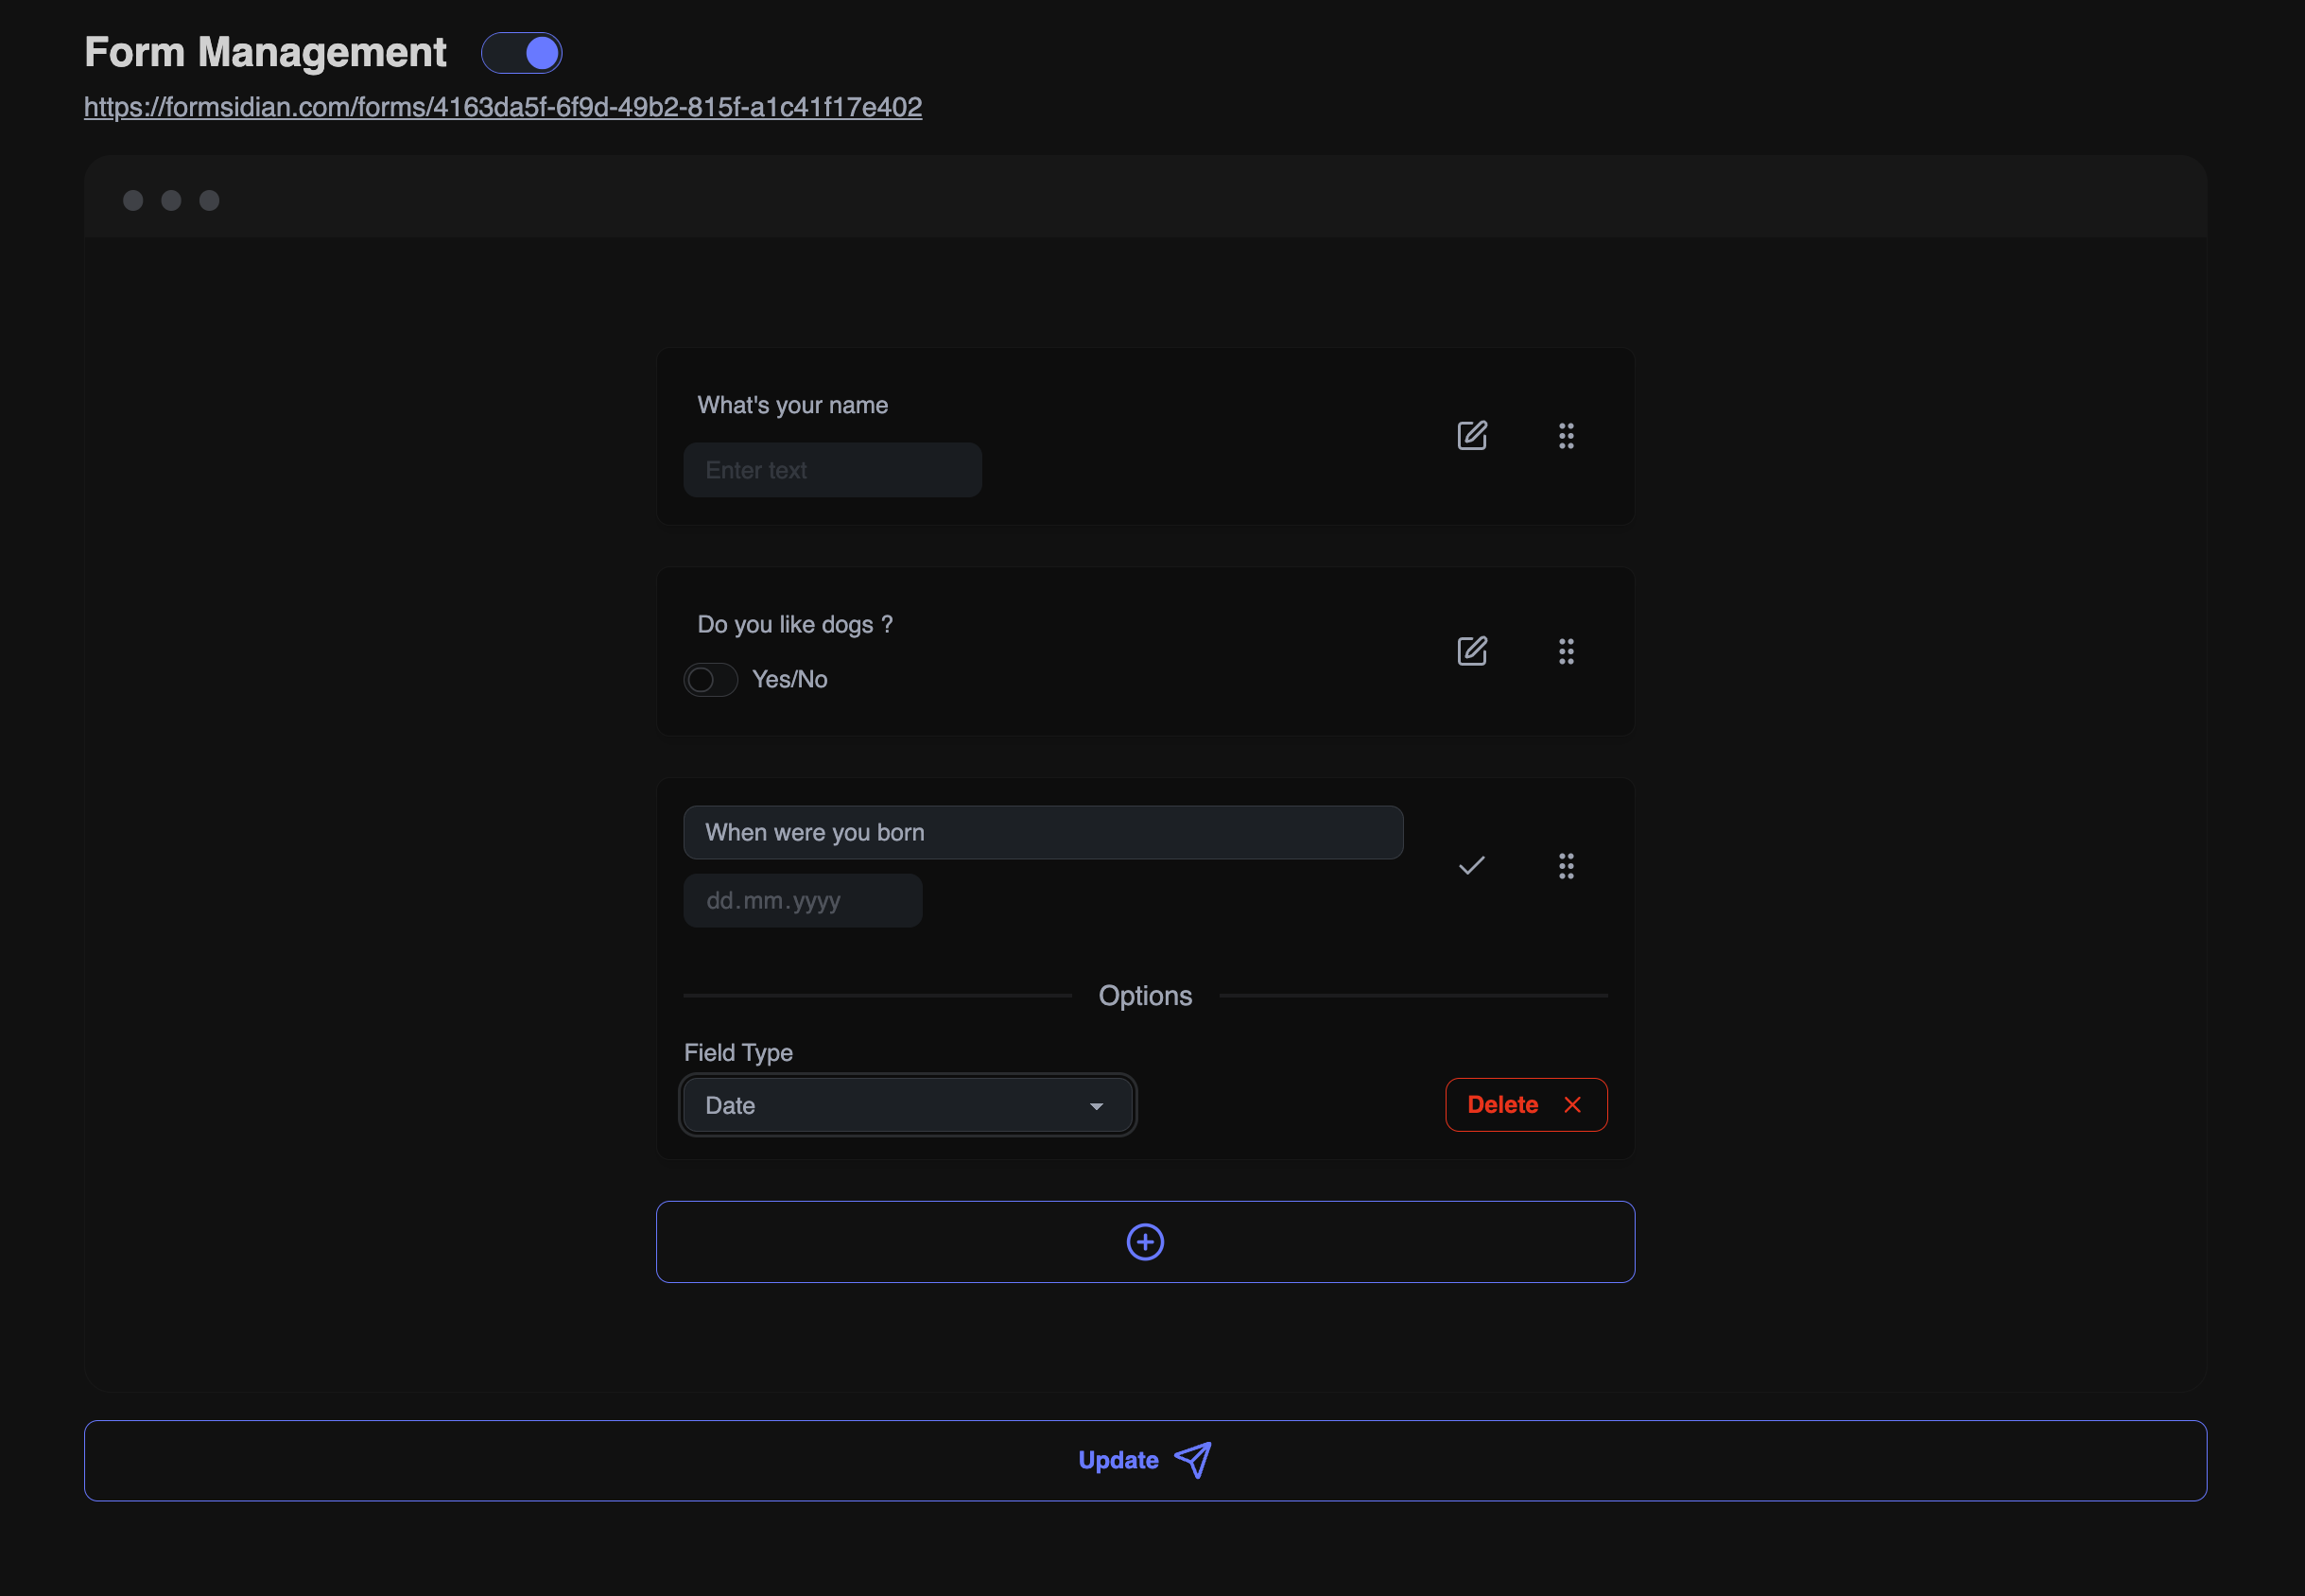 Form Management
https://formsidian.com/forms/4163da5f-6f9d-49b2-815f-a1c41f17e402
What's your name
Enter text
Do you like dogs ?
Yes/No
When were you born
dd.mm.yyyy
Options
Field Type
Date
Delete
Update